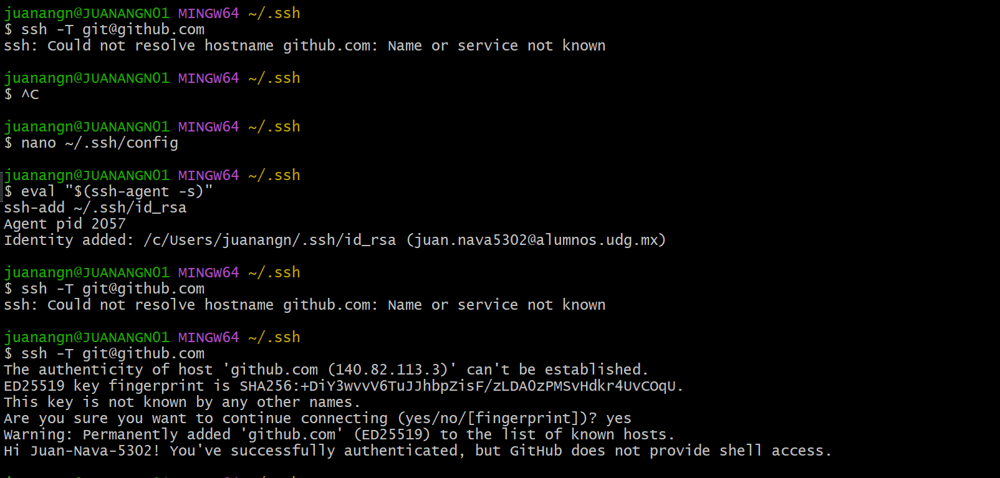 juanangn@JUANANGN01 MINGW64 ~/.ssh
$ ssh -T git@github.com
ssh: Could not resolve hostname github.com: Name or service not known
juanangn@JUANANGN01 MINGW64 ~/.ssh
$ ^C
juanangn@JUANANGN01 MINGW64 ~/.ssh
$ nano ~/.ssh/config
juanangn@JUANANGN01 MINGW64 ~/.ssh
$ eval "$(ssh-agent -s)"
ssh-add ~/.ssh/id_rsa
Agent pid 2057
Identity added: /c/Users/juanangn/.ssh/id_rsa (juan.nava5302@alumnos.udg.mx)
juanangn@JUANANGN01 MINGW64 ~/.ssh
$ ssh -T git@github.com
ssh: Could not resolve hostname github.com: Name or service not known
juanangn@JUANANGN01 MINGW64 ~/.ssh
$ ssh -T git@github.com
The authenticity of host 'github.com (140.82.113.3)' can't be established.
ED25519 key fingerprint is SHA256:+DiY3wvvV6TuJJhbpZisF/zLDA0zPMSvHdkr4UvCOqU.
This key is not known by any other names.
Are you sure you want to continue connecting (yes/no/[fingerprint])? yes
Warning: Permanently added 'github.com' (ED25519) to the list of known hosts.
Hi Juan-Nava-5302! You've successfully authenticated, but GitHub does not provide shell access.